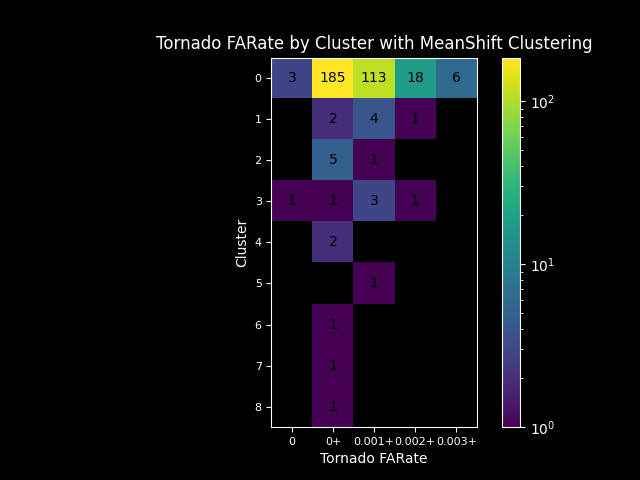 Tornado FARate by Cluster with MeanShift Clustering
0 3 185 113 18 6
1 2 4 1
2 5 1
3 1 1 3 1
4 2
5 1
6 1
7 1
8 1
0 0+ 0.001+ 0.002+ 0.003+
Tornado FARate
Cluster
10²
10¹
10⁰